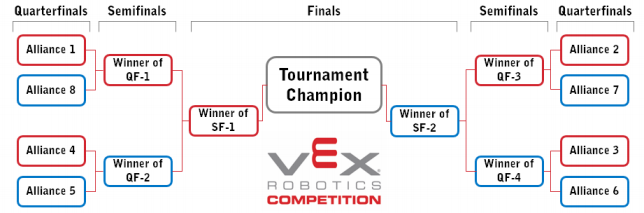 Quarterfinals
Semifinals
Finals
Semifinals
Quarterfinals
Alliance 1
Alliance 8
Alliance 4
Alliance 5
Winner of
QF-1
Winner of
QF-2
Winner of
SF-1
Tournament
Champion
Winner of
SF-2
Winner of
QF-3
Winner of
QF-4
Alliance 2
Alliance 7
Alliance 3
Alliance 6
VEX
ROBOTICS
COMPETITION